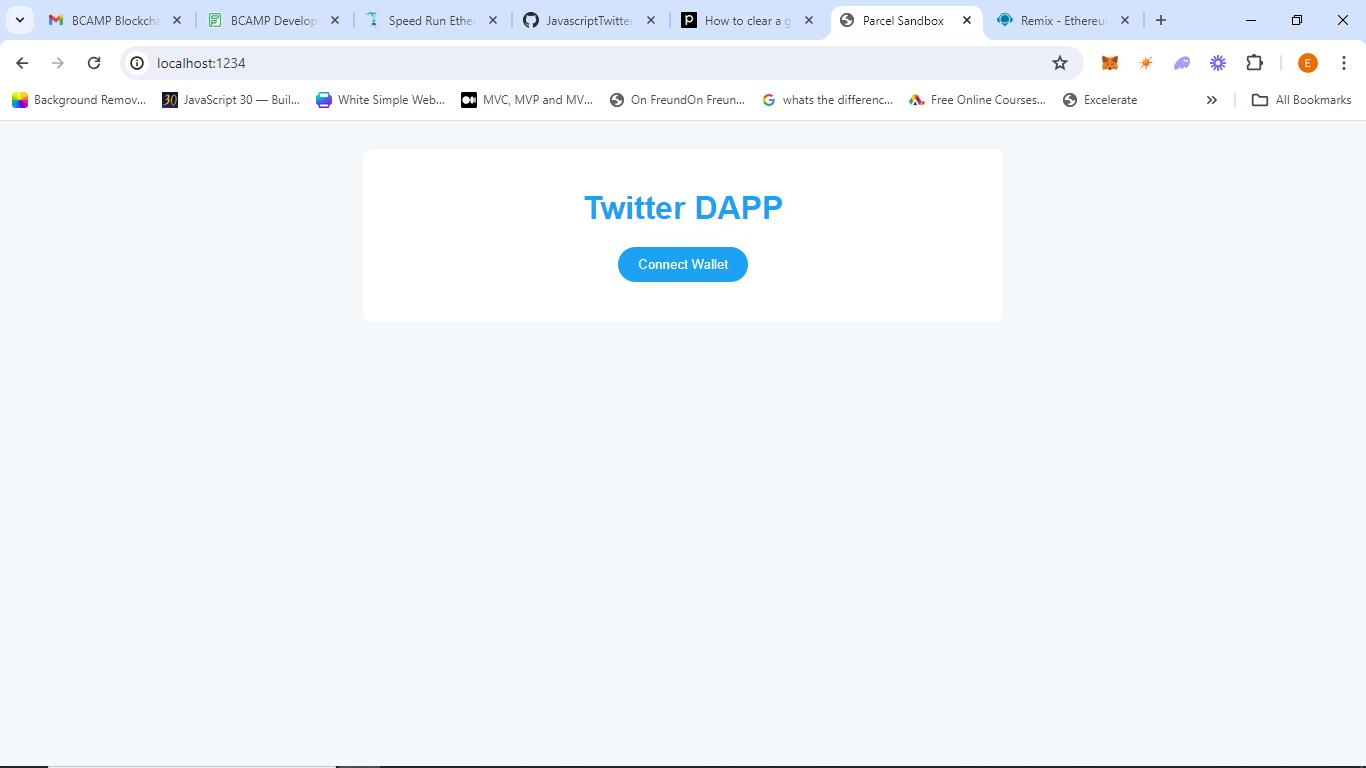 BCAMP Blockcha
BCAMP Develop
Speed Run Ether
JavascriptTwitter
How to clear a g
Parcel Sandbox
Remix - Ethereu
localhost:1234
E
Background Remov...
30
JavaScript 30 — Buil...
White Simple Web...
MVC, MVP and MV...
On FreundOn Freun...
whats the differenc...
Free Online Courses...
Excelerate
All Bookmarks
Twitter DAPP
Connect Wallet